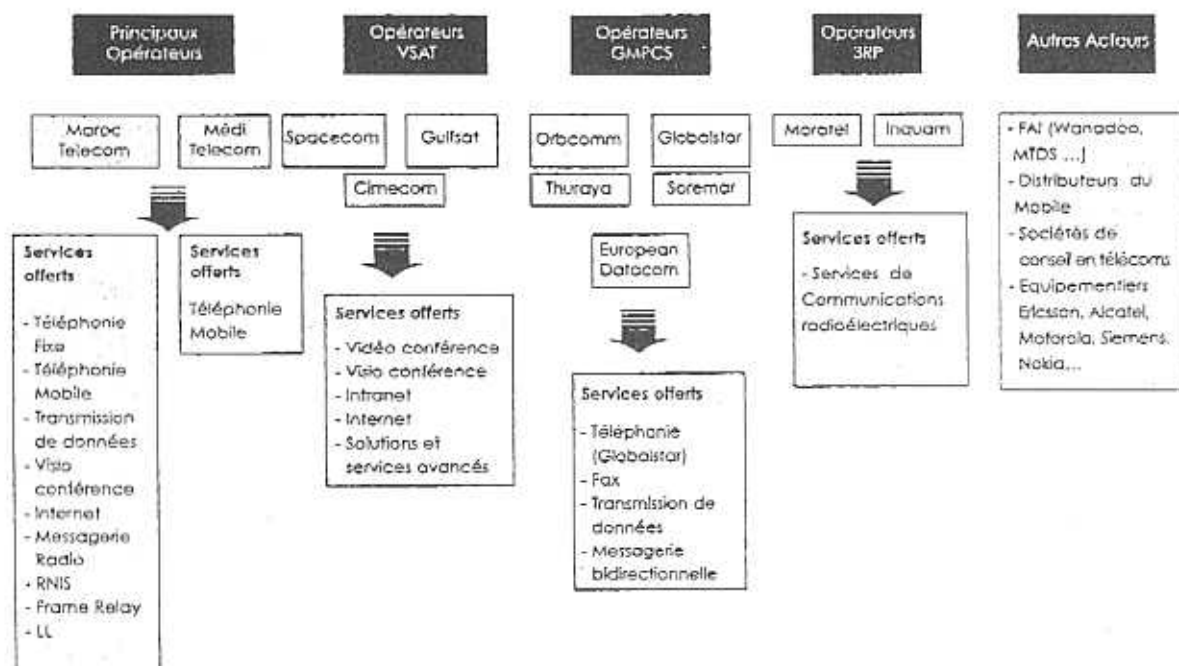 Principaux
Opérateurs
Opérateurs
VSAT
Opérateurs
GMPCS
Opérateurs
3RP
Autres Acteurs
Maroc
Telecom
Médi
Telecom
Spacecom
Gulfsat
Cimecom
Orbcomm
Globalstar
Thuraya
Soremar
European
Datacom
Moratel
Inquam
Services
offerts
- Téléphonie
Fixe
- Téléphonie
Mobile
- Transmission
de données
- Visio
conférence
- Internet
- Messagerie
Radio
- RNIS
- Frame Relay
- LL
Services
offerts
Téléphonie
Mobile
Services offerts
- Vidéo conférence
- Visio conférence
- Intranet
- Internet
- Solutions et
services avancés
Services offerts
- Téléphonie
(Globalstar)
- Fax
- Transmission de
données
- Messagerie
bidirectionnelle
Services offerts
- Services de
Communications
radioélectriques
- FAI (Wanadoo,
MTDS ...)
- Distributeurs du
Mobile
- Sociétés de
conseil en télécoms
- Equipementiers
Ericsson, Alcatel,
Motorola, Siemens,
Nokia...